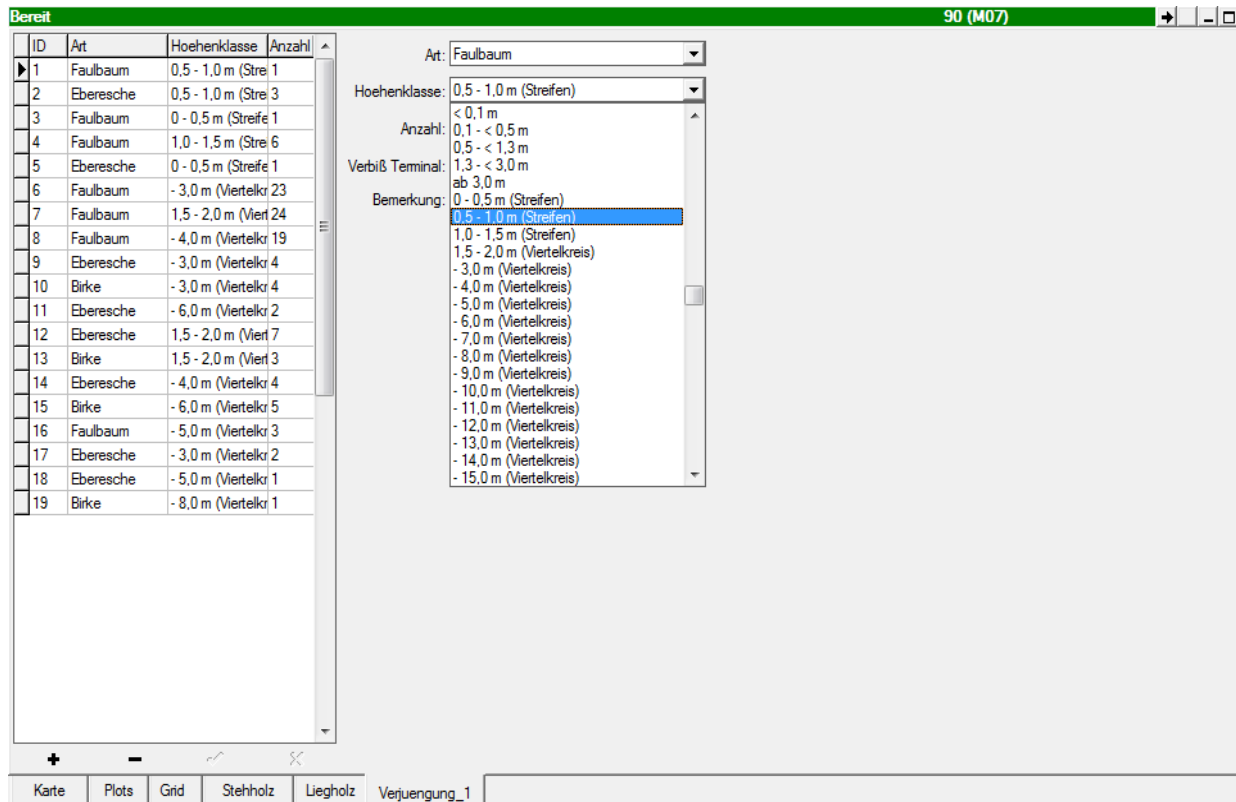 Bereit 90 (M07)
ID Art Hoehenklasse Anzahl
1 Faulbaum 0,5 - 1,0 m (Stre 1
2 Eberesche 0,5 - 1,0 m (Stre 3
3 Faulbaum 0 - 0,5 m (Streife 1
4 Faulbaum 1,0 - 1,5 m (Stre 6
5 Eberesche 0 - 0,5 m (Streife 1
6 Faulbaum - 3,0 m (Viertelkr 23
7 Faulbaum 1,5 - 2,0 m (Viert 24
8 Faulbaum - 4,0 m (Viertelkr 19
9 Eberesche - 3,0 m (Viertelkr 4
10 Birke - 3,0 m (Viertelkr 4
11 Eberesche - 6,0 m (Viertelkr 2
12 Eberesche 1,5 - 2,0 m (Viert 7
13 Birke 1,5 - 2,0 m (Viert 3
14 Eberesche - 4,0 m (Viertelkr 4
15 Birke - 6,0 m (Viertelkr 5
16 Faulbaum - 5,0 m (Viertelkr 3
17 Eberesche - 3,0 m (Viertelkr 2
18 Eberesche - 5,0 m (Viertelkr 1
19 Birke - 8,0 m (Viertelkr 1
Art: Faulbaum
Hoehenklasse: 0,5 - 1,0 m (Streifen)
Anzahl:
Verbiß Terminal:
Bemerkung:
< 0,1 m
0,1 - < 0,5 m
0,5 - < 1,3 m
1,3 - < 3,0 m
ab 3,0 m
0 - 0,5 m (Streifen)
0,5 - 1,0 m (Streifen)
1,0 - 1,5 m (Streifen)
1,5 - 2,0 m (Viertelkreis)
- 3,0 m (Viertelkreis)
- 4,0 m (Viertelkreis)
- 5,0 m (Viertelkreis)
- 6,0 m (Viertelkreis)
- 7,0 m (Viertelkreis)
- 8,0 m (Viertelkreis)
- 9,0 m (Viertelkreis)
- 10,0 m (Viertelkreis)
- 11,0 m (Viertelkreis)
- 12,0 m (Viertelkreis)
- 13,0 m (Viertelkreis)
- 14,0 m (Viertelkreis)
- 15,0 m (Viertelkreis)
Karte Plots Grid Stehholz Liegholz Verjuengung_1